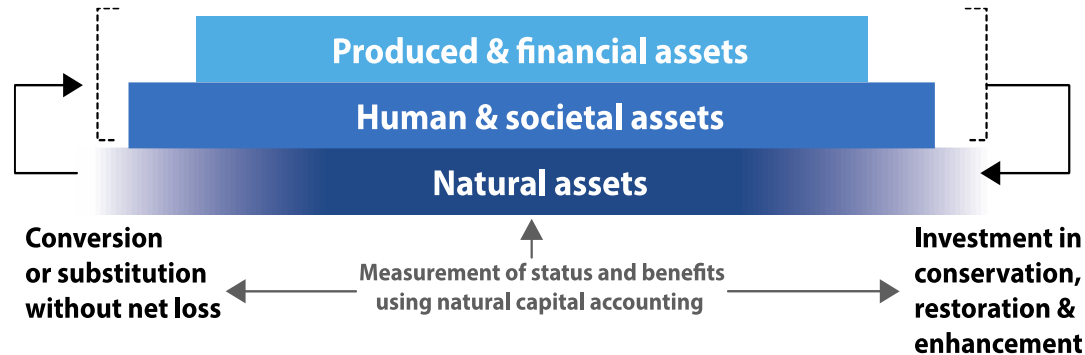 Produced & financial assets
Human & societal assets
Natural assets
Conversion
or substitution
without net loss
Measurement of status and benefits
using natural capital accounting
Investment in
conservation,
restoration &
enhancement